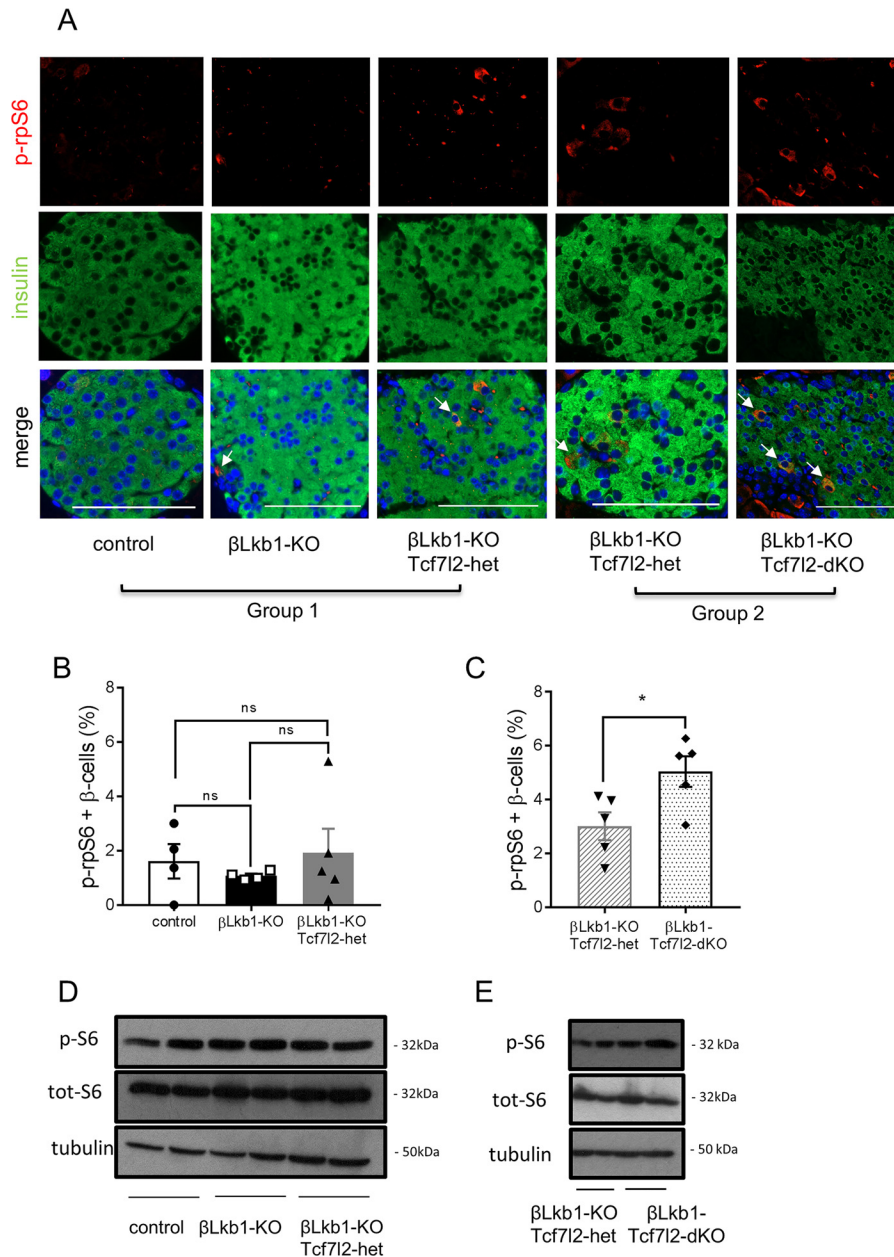 A
p-rpS6
insulin
merge
control
βLkb1-KO
βLkb1-KO
Tcf7l2-het
βLkb1-KO
Tcf7l2-het
βLkb1-KO
Tcf7l2-dKO
Group 1
Group 2
B
p-rpS6 + β-cells (%)
8
6
4
2
0
ns
ns
ns
control
βLkb1-KO
βLkb1-KO
Tcf7l2-het
C
p-rpS6 + β-cells (%)
8
6
4
2
0
*
βLkb1-KO
Tcf7l2-het
βLkb1-
Tcf7l2-dKO
D
p-S6
- 32kDa
tot-S6
- 32kDa
tubulin
- 50kDa
control
βLkb1-KO
βLkb1-KO
Tcf7l2-het
E
p-S6
- 32 kDa
tot-S6
- 32kDa
tubulin
- 50 kDa
βLkb1-KO
Tcf7l2-het
βLkb1-
Tcf7l2-dKO